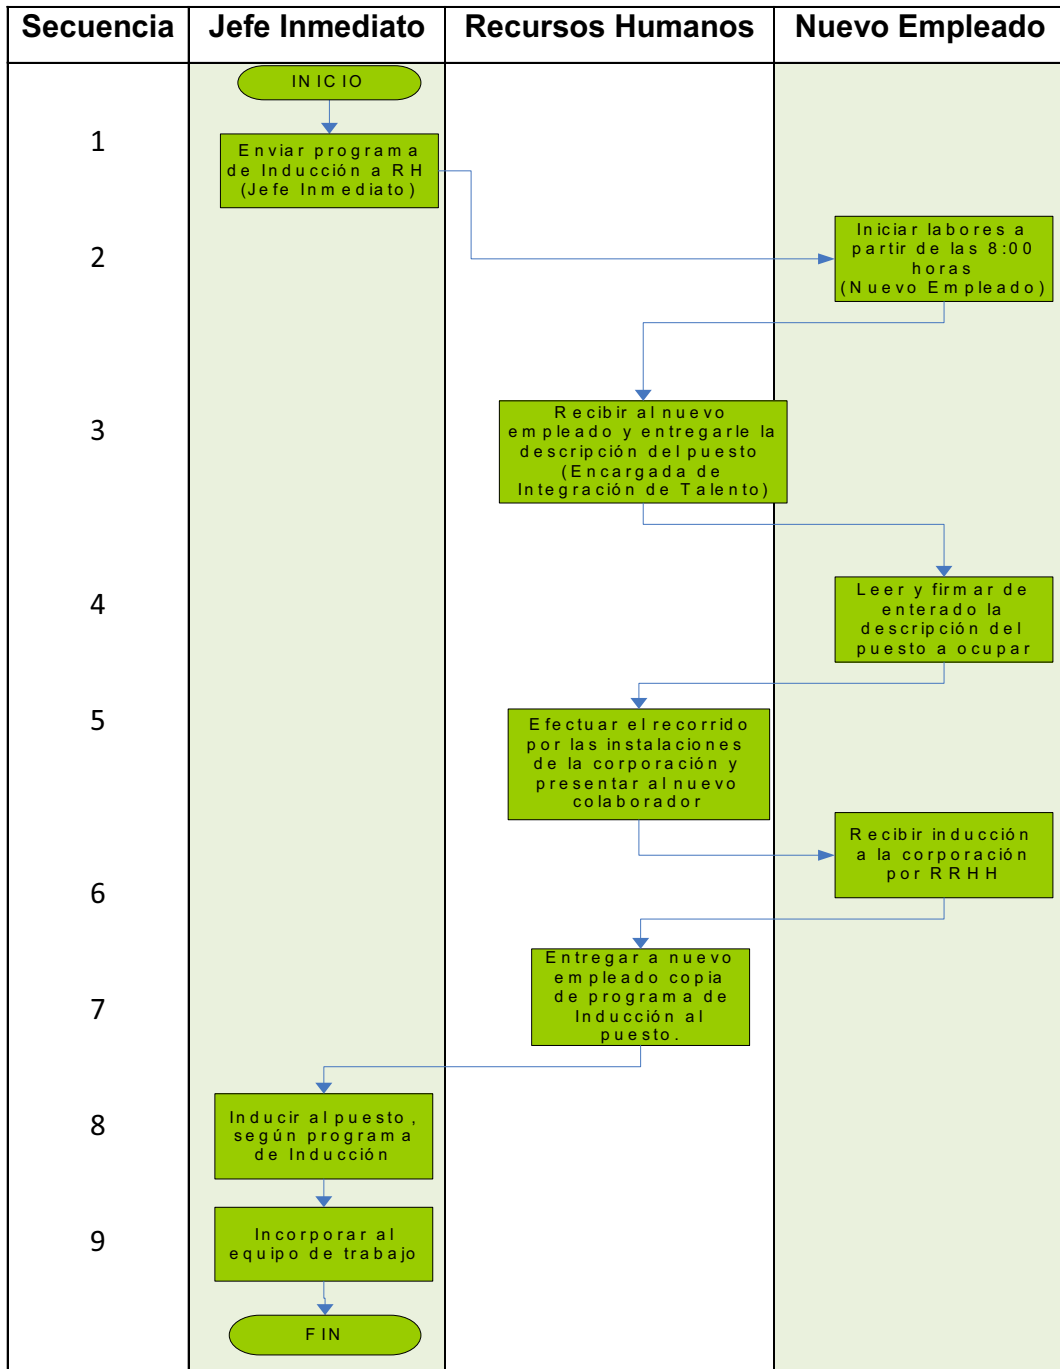 Secuencia Jefe Inmediato Recursos Humanos Nuevo Empleado
INICIO
1
Enviar programa
de Inducción a RH
(Jefe Inmediato)
2
Iniciar labores a
partir de las 8:00
horas
(Nuevo Empleado)
3
Recibir al nuevo
empleado y entregarle la
descripción del puesto
(Encargada de
Integración de Talento)
4
Leer y firmar de
enterado la
descripción del
puesto a ocupar
5
Efectuar el recorrido
por las instalaciones
de la corporación y
presentar al nuevo
colaborador
Recibir inducción
a la corporación
por RRHH
6
Entregar a nuevo
empleado copia
de programa de
Inducción al
puesto.
7
8
Inducir al puesto,
según programa
de Inducción
9
Incorporar al
equipo de trabajo
FIN